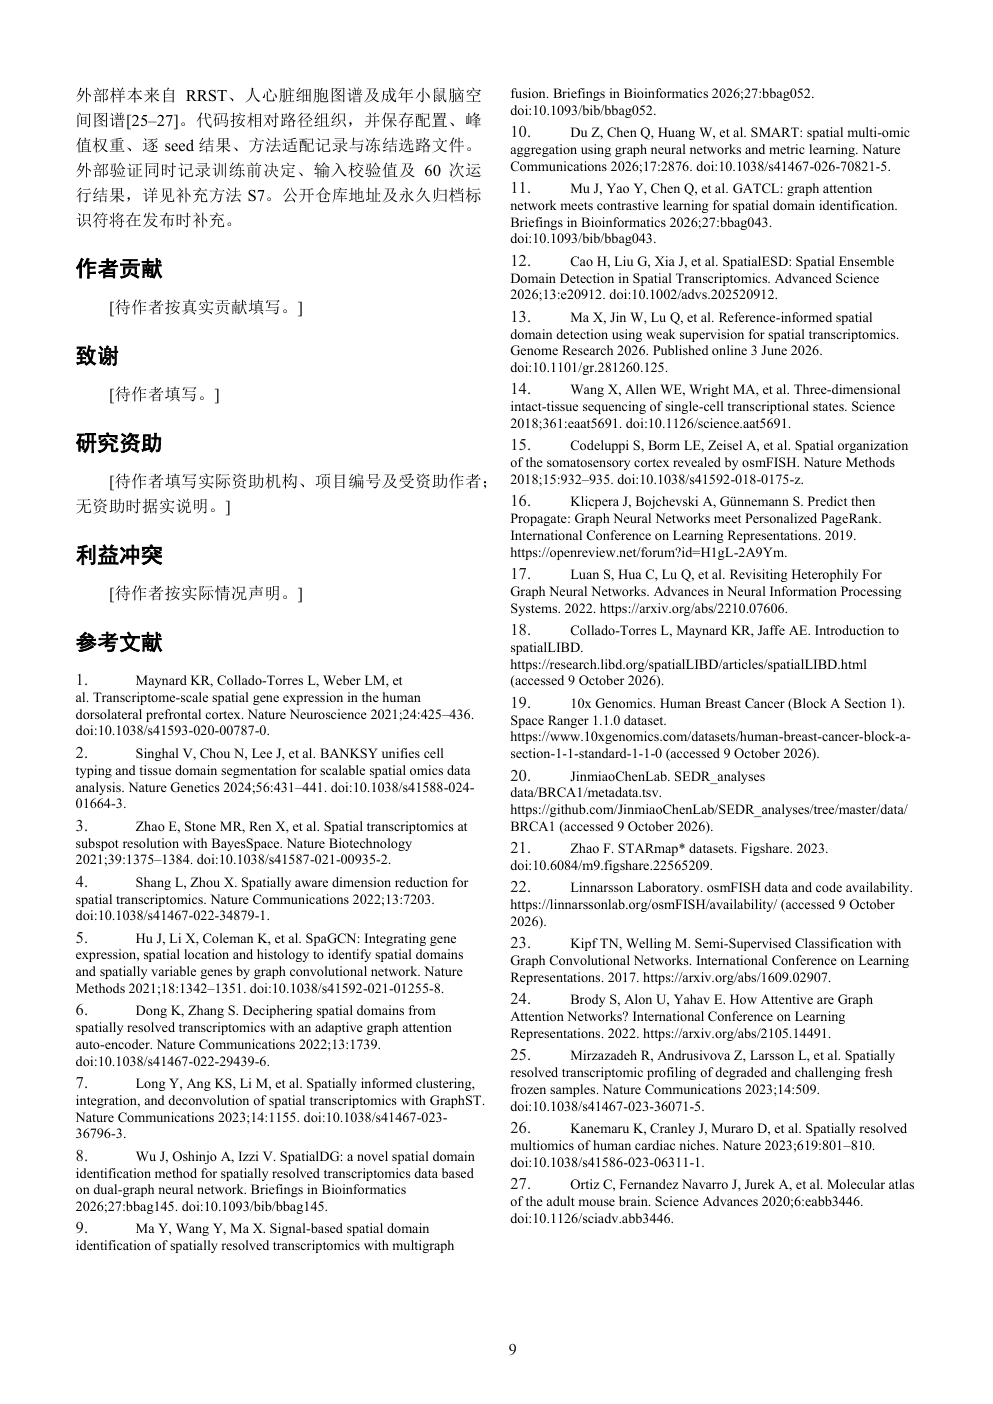 外部样本来自 RRST、人心脏细胞图谱及成年小鼠脑空
间图谱[25–27]。代码按相对路径组织，并保存配置、峰
值权重、逐 seed 结果、方法适配记录与冻结选路文件。
外部验证同时记录训练前决定、输入校验值及 60 次运
行结果，详见补充方法 S7。公开仓库地址及永久归档标
识符将在发布时补充。
作者贡献
[待作者按真实贡献填写。]
致谢
[待作者填写。]
研究资助
[待作者填写实际资助机构、项目编号及受资助作者；
无资助时据实说明。]
利益冲突
[待作者按实际情况声明。]
参考文献
1. Maynard KR, Collado-Torres L, Weber LM, et
al. Transcriptome-scale spatial gene expression in the human
dorsolateral prefrontal cortex. Nature Neuroscience 2021;24:425–436.
doi:10.1038/s41593-020-00787-0.
2. Singhal V, Chou N, Lee J, et al. BANKSY unifies cell
typing and tissue domain segmentation for scalable spatial omics data
analysis. Nature Genetics 2024;56:431–441. doi:10.1038/s41588-024-
01664-3.
3. Zhao E, Stone MR, Ren X, et al. Spatial transcriptomics at
subspot resolution with BayesSpace. Nature Biotechnology
2021;39:1375–1384. doi:10.1038/s41587-021-00935-2.
4. Shang L, Zhou X. Spatially aware dimension reduction for
spatial transcriptomics. Nature Communications 2022;13:7203.
doi:10.1038/s41467-022-34879-1.
5. Hu J, Li X, Coleman K, et al. SpaGCN: Integrating gene
expression, spatial location and histology to identify spatial domains
and spatially variable genes by graph convolutional network. Nature
Methods 2021;18:1342–1351. doi:10.1038/s41592-021-01255-8.
6. Dong K, Zhang S. Deciphering spatial domains from
spatially resolved transcriptomics with an adaptive graph attention
auto-encoder. Nature Communications 2022;13:1739.
doi:10.1038/s41467-022-29439-6.
7. Long Y, Ang KS, Li M, et al. Spatially informed clustering,
integration, and deconvolution of spatial transcriptomics with GraphST.
Nature Communications 2023;14:1155. doi:10.1038/s41467-023-
36796-3.
8. Wu J, Oshinjo A, Izzi V. SpatialDG: a novel spatial domain
identification method for spatially resolved transcriptomics data based
on dual-graph neural network. Briefings in Bioinformatics
2026;27:bbag145. doi:10.1093/bib/bbag145.
9. Ma Y, Wang Y, Ma X. Signal-based spatial domain
identification of spatially resolved transcriptomics with multigraph
fusion. Briefings in Bioinformatics 2026;27:bbag052.
doi:10.1093/bib/bbag052.
10. Du Z, Chen Q, Huang W, et al. SMART: spatial multi-omic
aggregation using graph neural networks and metric learning. Nature
Communications 2026;17:2876. doi:10.1038/s41467-026-70821-5.
11. Mu J, Yao Y, Chen Q, et al. GATCL: graph attention
network meets contrastive learning for spatial domain identification.
Briefings in Bioinformatics 2026;27:bbag043.
doi:10.1093/bib/bbag043.
12. Cao H, Liu G, Xia J, et al. SpatialESD: Spatial Ensemble
Domain Detection in Spatial Transcriptomics. Advanced Science
2026;13:e20912. doi:10.1002/advs.202520912.
13. Ma X, Jin W, Lu Q, et al. Reference-informed spatial
domain detection using weak supervision for spatial transcriptomics.
Genome Research 2026. Published online 3 June 2026.
doi:10.1101/gr.281260.125.
14. Wang X, Allen WE, Wright MA, et al. Three-dimensional
intact-tissue sequencing of single-cell transcriptional states. Science
2018;361:eaat5691. doi:10.1126/science.aat5691.
15. Codeluppi S, Borm LE, Zeisel A, et al. Spatial organization
of the somatosensory cortex revealed by osmFISH. Nature Methods
2018;15:932–935. doi:10.1038/s41592-018-0175-z.
16. Klicpera J, Bojchevski A, Günnemann S. Predict then
Propagate: Graph Neural Networks meet Personalized PageRank.
International Conference on Learning Representations. 2019.
https://openreview.net/forum?id=H1gL-2A9Ym.
17. Luan S, Hua C, Lu Q, et al. Revisiting Heterophily For
Graph Neural Networks. Advances in Neural Information Processing
Systems. 2022. https://arxiv.org/abs/2210.07606.
18. Collado-Torres L, Maynard KR, Jaffe AE. Introduction to
spatialLIBD.
https://research.libd.org/spatialLIBD/articles/spatialLIBD.html
(accessed 9 October 2026).
19. 10x Genomics. Human Breast Cancer (Block A Section 1).
Space Ranger 1.1.0 dataset.
https://www.10xgenomics.com/datasets/human-breast-cancer-block-a-
section-1-1-standard-1-1-0 (accessed 9 October 2026).
20. JinmiaoChenLab. SEDR_analyses
data/BRCA1/metadata.tsv.
https://github.com/JinmiaoChenLab/SEDR_analyses/tree/master/data/
BRCA1 (accessed 9 October 2026).
21. Zhao F. STARmap* datasets. Figshare. 2023.
doi:10.6084/m9.figshare.22565209.
22. Linnarsson Laboratory. osmFISH data and code availability.
https://linnarssonlab.org/osmFISH/availability/ (accessed 9 October
2026).
23. Kipf TN, Welling M. Semi-Supervised Classification with
Graph Convolutional Networks. International Conference on Learning
Representations. 2017. https://arxiv.org/abs/1609.02907.
24. Brody S, Alon U, Yahav E. How Attentive are Graph
Attention Networks? International Conference on Learning
Representations. 2022. https://arxiv.org/abs/2105.14491.
25. Mirzazadeh R, Andrusivova Z, Larsson L, et al. Spatially
resolved transcriptomic profiling of degraded and challenging fresh
frozen samples. Nature Communications 2023;14:509.
doi:10.1038/s41467-023-36071-5.
26. Kanemaru K, Cranley J, Muraro D, et al. Spatially resolved
multiomics of human cardiac niches. Nature 2023;619:801–810.
doi:10.1038/s41586-023-06311-1.
27. Ortiz C, Fernandez Navarro J, Jurek A, et al. Molecular atlas
of the adult mouse brain. Science Advances 2020;6:eabb3446.
doi:10.1126/sciadv.abb3446.
9